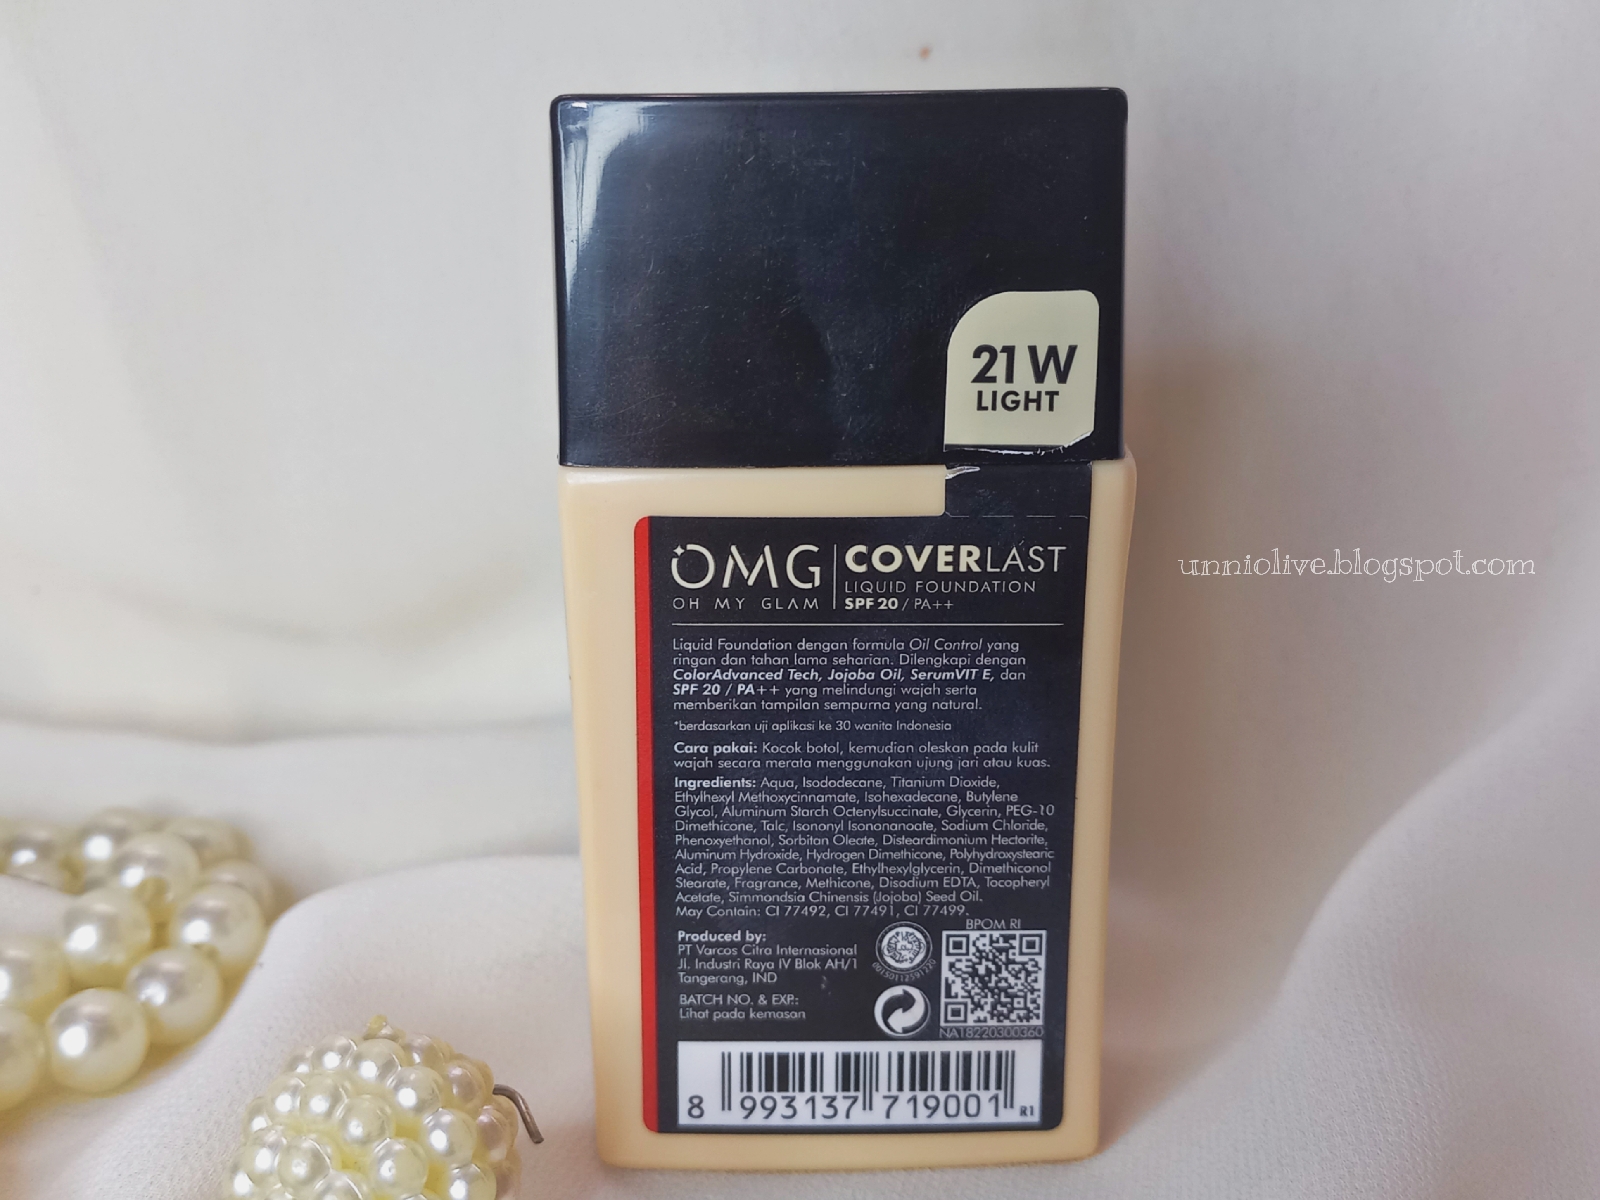 21 W
LIGHT
OMG
OH MY GLAM
COVERLAST
LIQUID FOUNDATION
SPF 20 / PA++
Liquid Foundation dengan formula Oil Control yang
ringan dan tahan lama seharian. Dilengkapi dengan
ColorAdvanced Tech, Jojoba Oil, SerumVIT E, dan
SPF 20 / PA++ yang melindungi wajah serta
memberikan tampilan sempurna yang natural.
*berdasarkan uji aplikasi ke 30 wanita Indonesia
Cara pakai: Kocok botol, kemudian oleskan pada kulit
wajah secara merata menggunakan ujung jari atau kuas.
Ingredients: Aqua, Isododecane, Titanium Dioxide,
Ethylhexyl Methoxycinnamate, Isohexadecane, Butylene
Glycol, Aluminum Starch Octenylsuccinate, Glycerin, PEG-10
Dimethicone, Talc, Isononyl Isononanoate, Sodium Chloride,
Phenoxyethanol, Sorbitan Oleate, Disteardimonium Hectorite,
Aluminum Hydroxide, Hydrogen Dimethicone, Polyhydroxystearic
Acid, Propylene Carbonate, Ethylhexylglycerin, Dimethiconol
Stearate, Fragrance, Methicone, Disodium EDTA, Tocopheryl
Acetate, Simmondsia Chinensis (Jojoba) Seed Oil.
May Contain: CI 77492, CI 77491, CI 77499.
Produced by:
PT Varcos Citra Internasional
Jl. Industri Raya IV Blok AH/1
Tangerang, IND
BATCH NO. & EXP.:
Lihat pada kemasan
BPOM RI
NA18220300360
8 993137 719001
R1
unniolive.blogspot.com